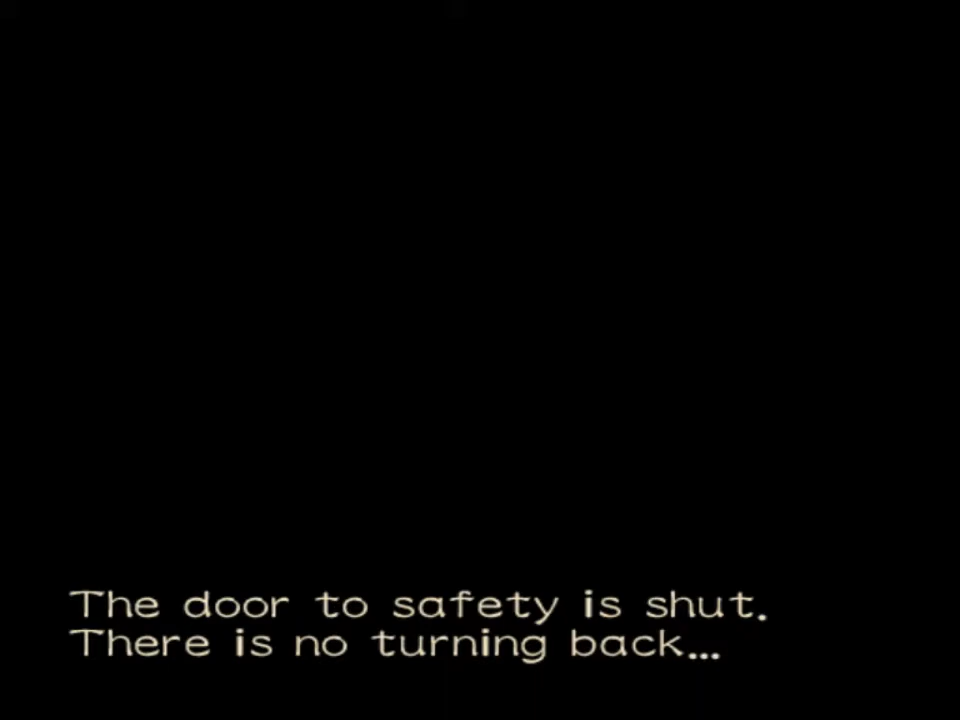 The door to safety is shut.
There is no turning back...